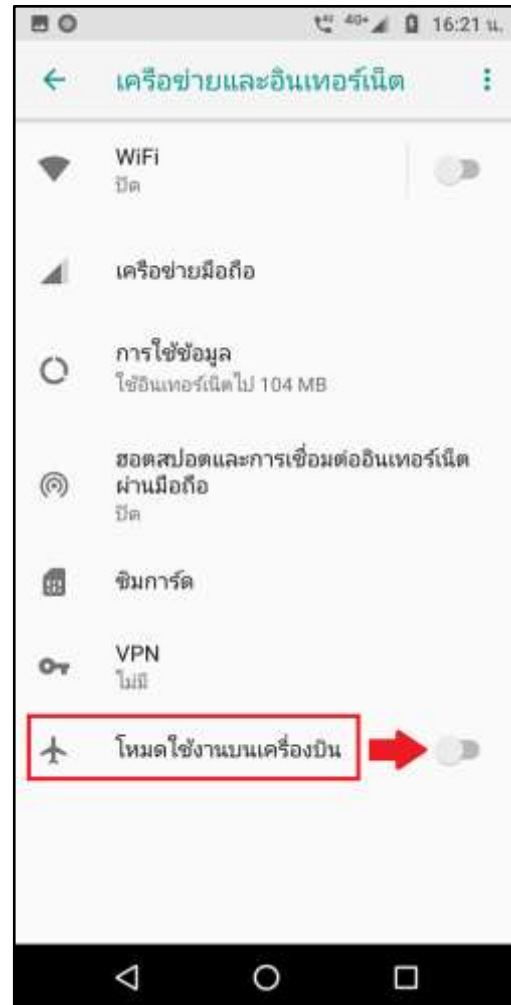 4G+ 16:21 น.
เครือข่ายและอินเทอร์เน็ต
WiFi
ปิด
เครือข่ายมือถือ
การใช้ข้อมูล
ใช้อินเทอร์เน็ตไป 104 MB
ฮอตสปอตและการเชื่อมต่ออินเทอร์เน็ต
ผ่านมือถือ
ปิด
ซิมการ์ด
VPN
ไม่มี
โหมดใช้งานบนเครื่องบิน